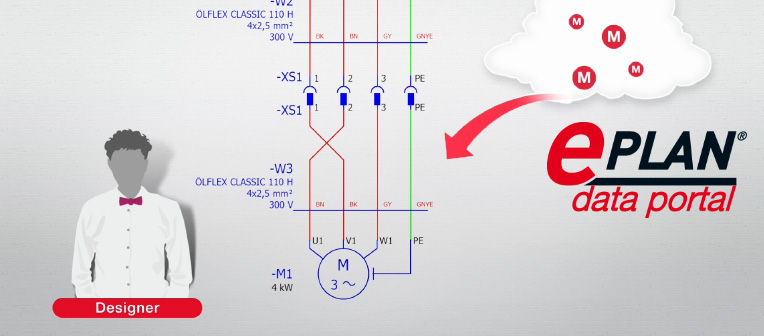 -W2
ÖLFLEX CLASSIC 110 H
4x2,5 mm²
300 V
BK BN GY GNYE
-XS1 1 2 3 PE
-XS1 1 2 3 PE
-W3
ÖLFLEX CLASSIC 110 H
4x2,5 mm²
300 V
BN BK GY GNYE
U1 V1 W1 PE
-M1
4 kW
M
3 ~
M
M
M
M
ePLAN®
data portal
Designer